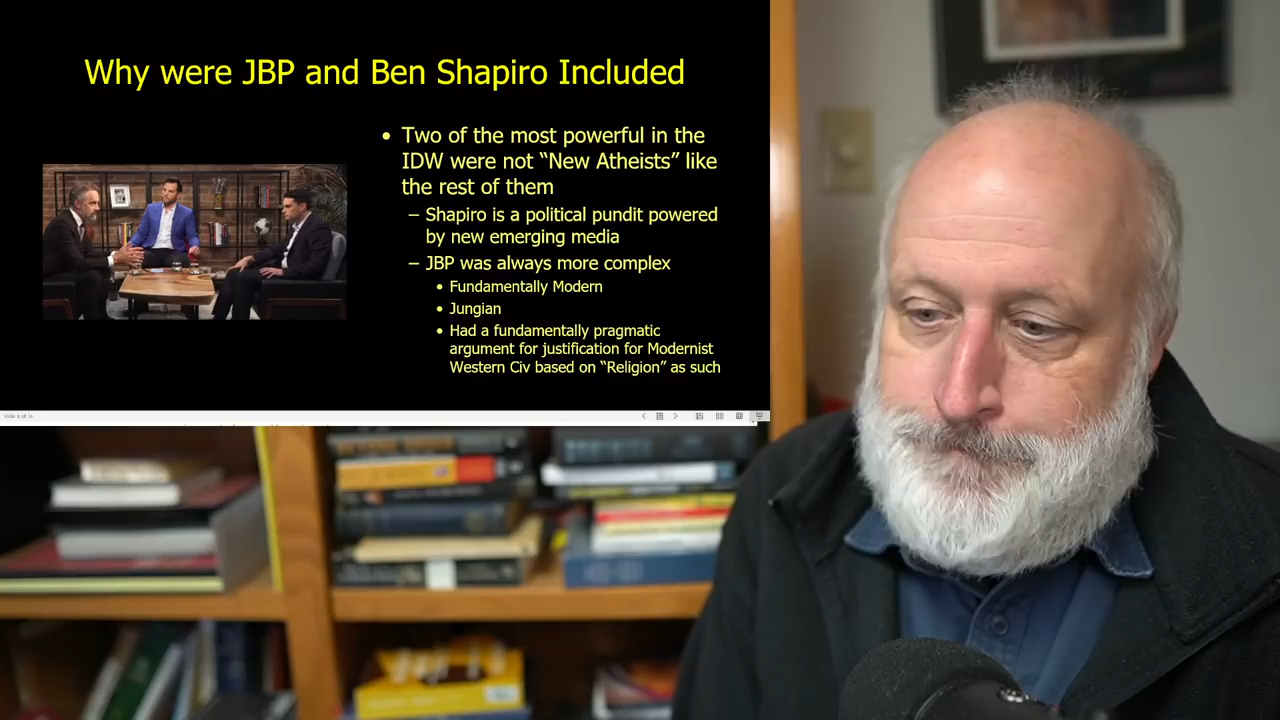 Why were JBP and Ben Shapiro Included
• Two of the most powerful in the
IDW were not “New Atheists” like
the rest of them
– Shapiro is a political pundit powered
by new emerging media
– JBP was always more complex
• Fundamentally Modern
• Jungian
• Had a fundamentally pragmatic
argument for justification for Modernist
Western Civ based on “Religion” as such